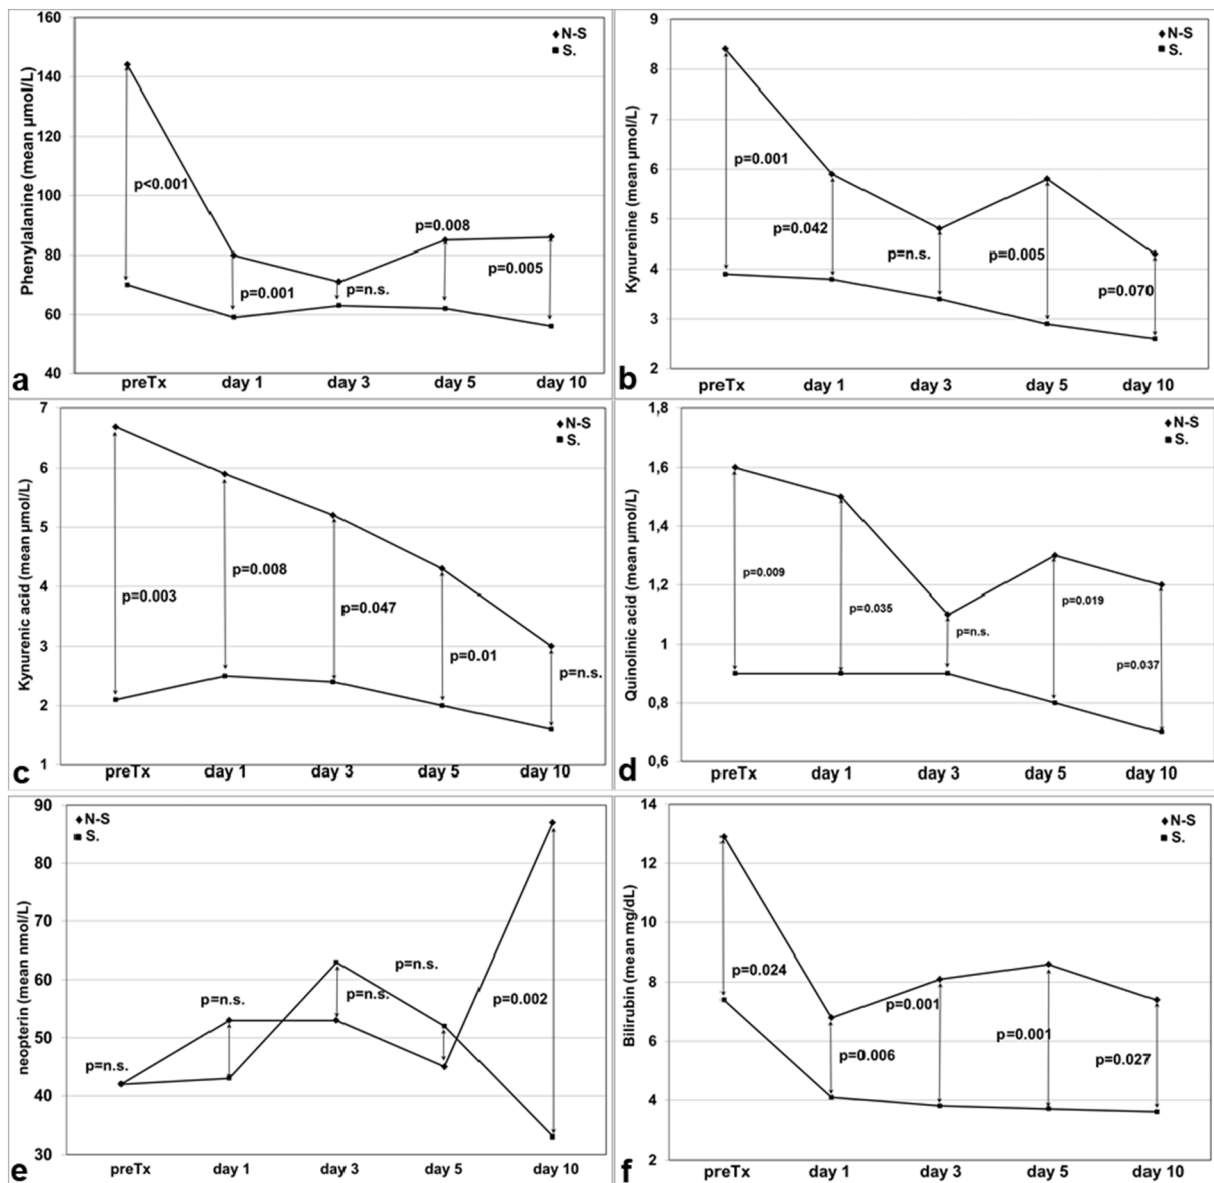 160
140
120
100
80
60
40
Phenylalanine (mean µmol/L)
N-S
S.
p<0.001
p=0.001
p=n.s.
p=0.008
p=0.005
preTx day 1 day 3 day 5 day 10
a
9
8
7
6
5
4
3
2
Kynurenine (mean µmol/L)
N-S
S.
p=0.001
p=0.042
p=n.s.
p=0.005
p=0.070
preTx day 1 day 3 day 5 day 10
b
7
6
5
4
3
2
1
Kynurenic acid (mean µmol/L)
N-S
S.
p=0.003
p=0.008
p=0.047
p=0.01
p=n.s.
preTx day 1 day 3 day 5 day 10
c
1,8
1,6
1,4
1,2
1
0,8
0,6
Quinolinic acid (mean µmol/L)
N-S
S.
p=0.009
p=0.035
p=n.s.
p=0.019
p=0.037
preTx day 1 day 3 day 5 day 10
d
90
80
70
60
50
40
30
neopterin (mean nmol/L)
N-S
S.
p=n.s.
p=n.s.
p=n.s.
p=n.s.
p=0.002
preTx day 1 day 3 day 5 day 10
e
14
12
10
8
6
4
2
Bilirubin (mean mg/dL)
N-S
S.
p=0.024
p=0.006
p=0.001
p=0.001
p=0.027
preTx day 1 day 3 day 5 day 10
f